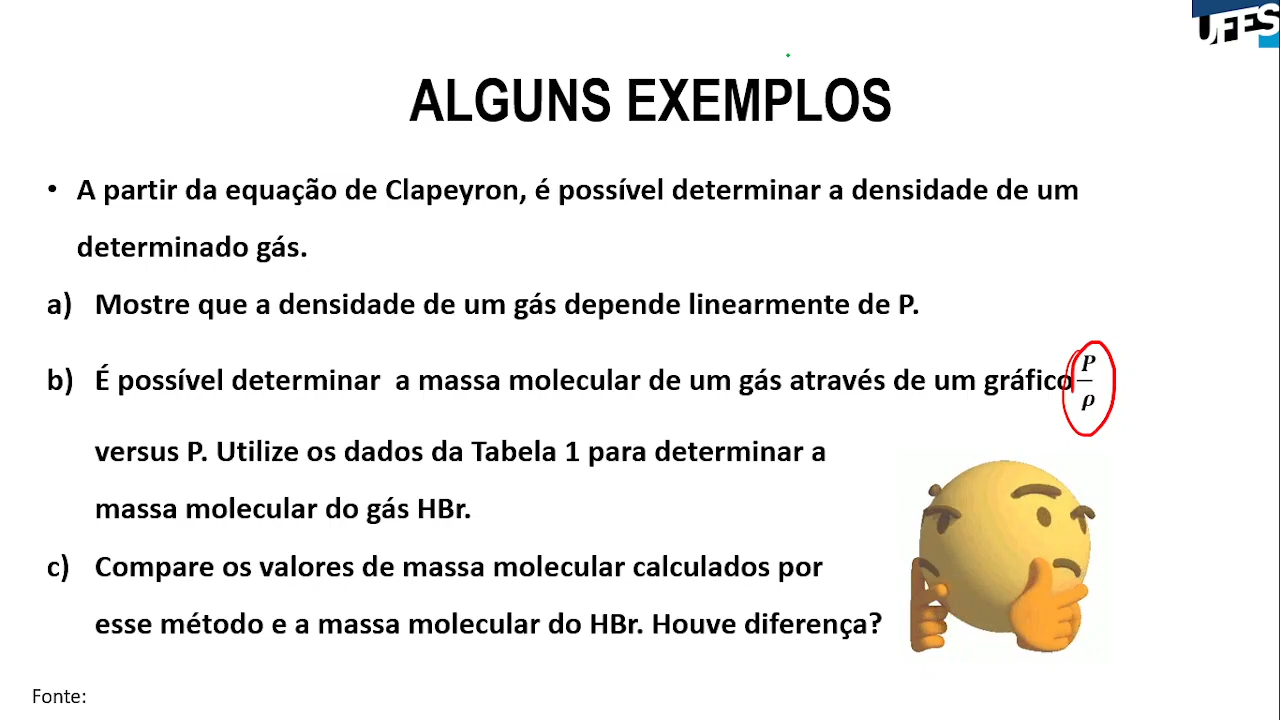 UFES
ALGUNS EXEMPLOS
• A partir da equação de Clapeyron, é possível determinar a densidade de um
determinado gás.
a) Mostre que a densidade de um gás depende linearmente de P.
b) É possível determinar a massa molecular de um gás através de um gráfico P/ρ
versus P. Utilize os dados da Tabela 1 para determinar a
massa molecular do gás HBr.
c) Compare os valores de massa molecular calculados por
esse método e a massa molecular do HBr. Houve diferença?
Fonte: